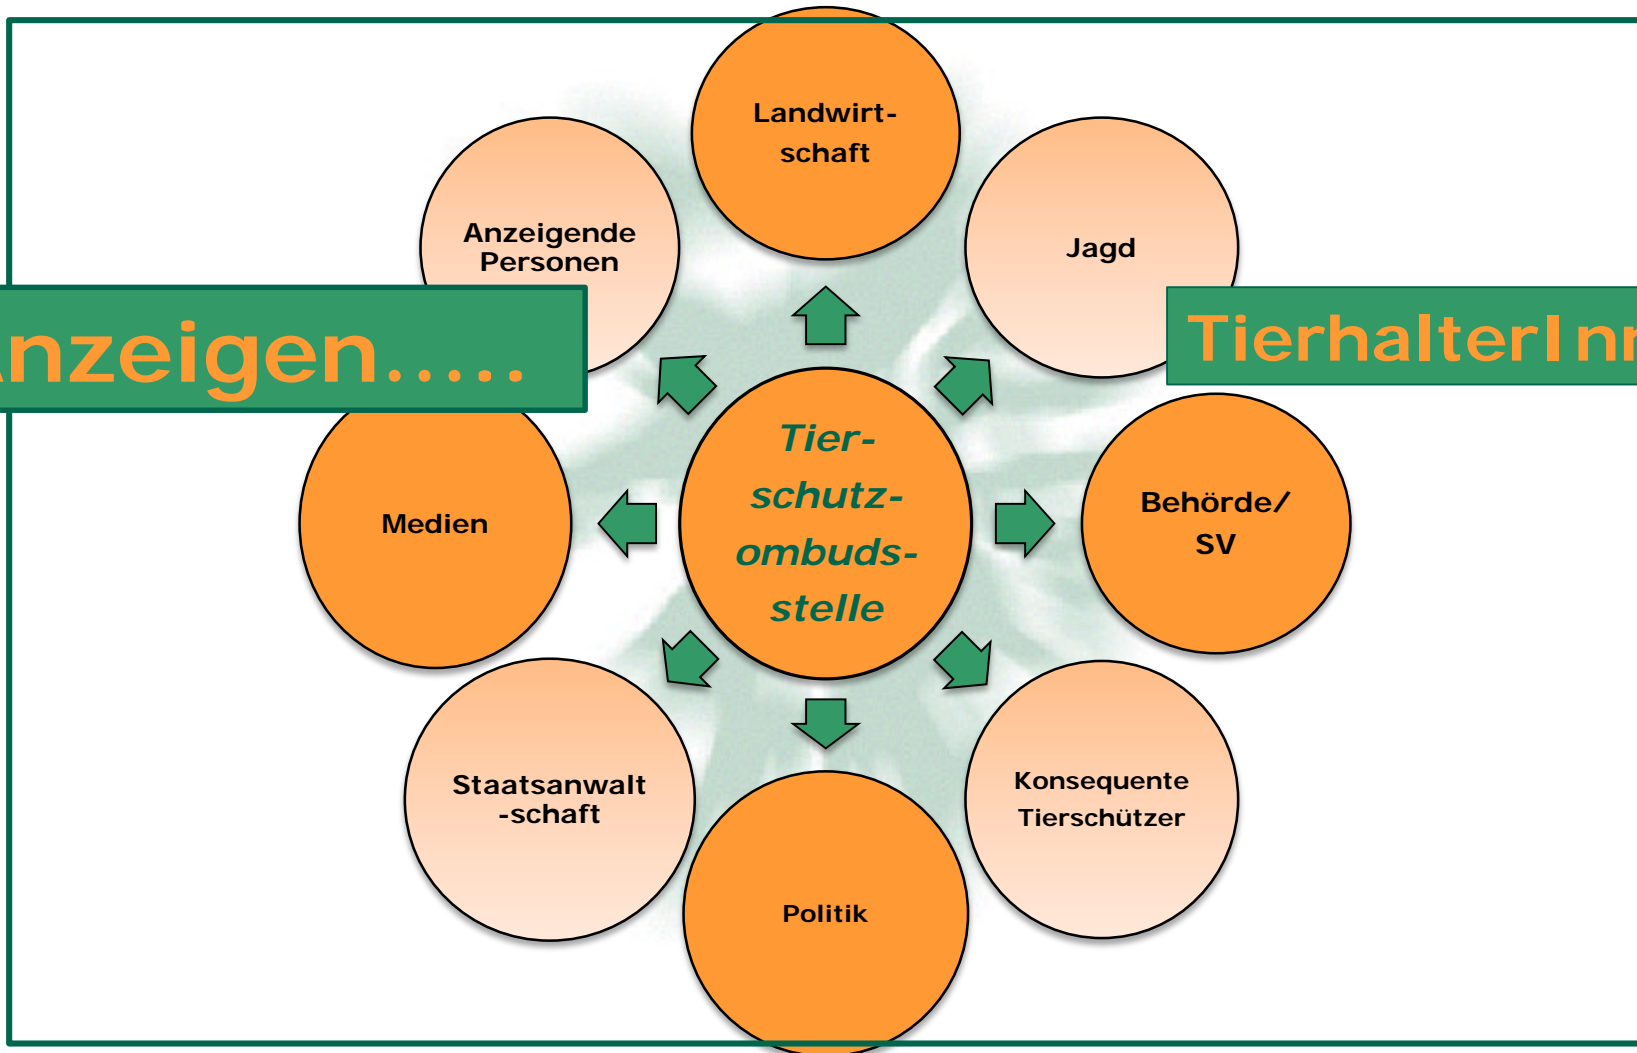 Landwirt-
schaft
Anzeigende
Personen
Jagd
nzeigen.....
TierhalterInn
Tier-
schutz-
ombuds-
stelle
Medien
Behörde/
SV
Staatsanwalt
-schaft
Konsequente
Tierschützer
Politik